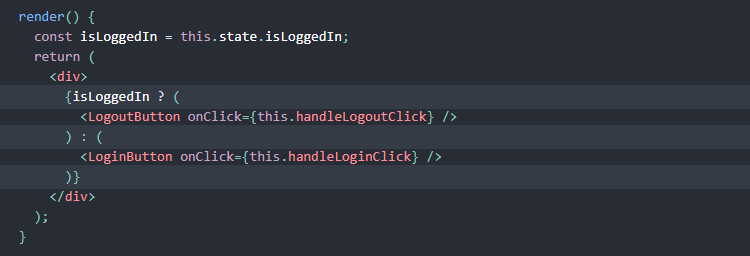 render() {
  const isLoggedIn = this.state.isLoggedIn;
  return (
    <div>
      {isLoggedIn ? (
        <LogoutButton onClick={this.handleLogoutClick} />
      ) : (
        <LoginButton onClick={this.handleLoginClick} />
      )}
    </div>
  );
}